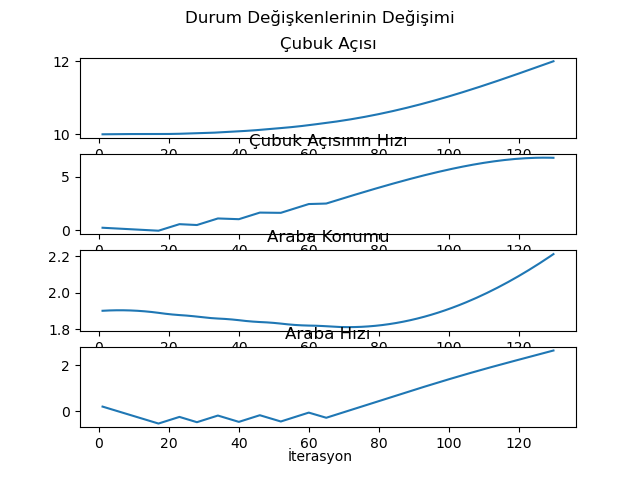 Durum Değişkenlerinin Değişimi
Çubuk Açısı
12
10
0 20 40 60 80 100 120
Çubuk Açısının Hızı
5
0
0 20 40 60 80 100 120
Araba Konumu
2.2
2.0
1.8
0 20 40 60 80 100 120
Araba Hızı
2
0
0 20 40 60 80 100 120
İterasyon